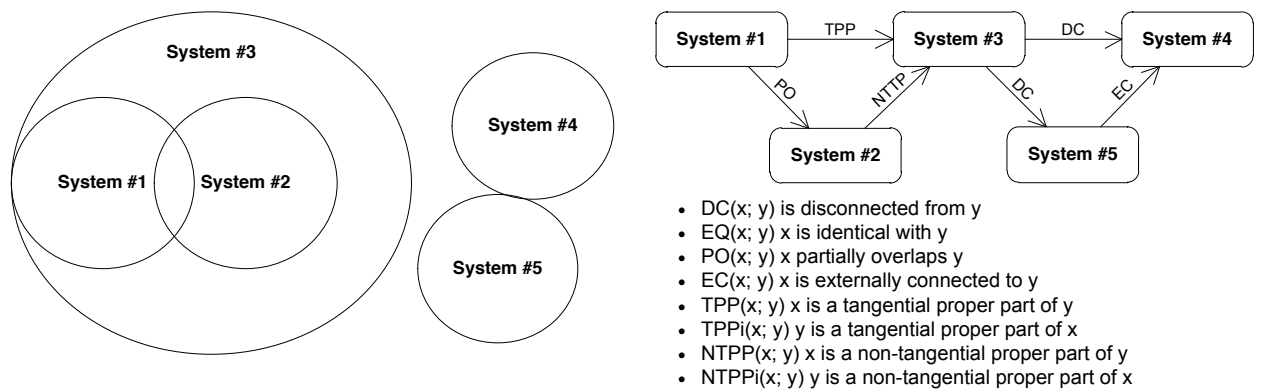 System #3
System #1
System #2
System #4
System #5
System #1
TPP
System #3
DC
System #4
PO
NTTP
DC
EC
System #2
System #5
• DC(x; y) is disconnected from y
• EQ(x; y) x is identical with y
• PO(x; y) x partially overlaps y
• EC(x; y) x is externally connected to y
• TPP(x; y) x is a tangential proper part of y
• TPPi(x; y) y is a tangential proper part of x
• NTPP(x; y) x is a non-tangential proper part of y
• NTPPi(x; y) y is a non-tangential proper part of x